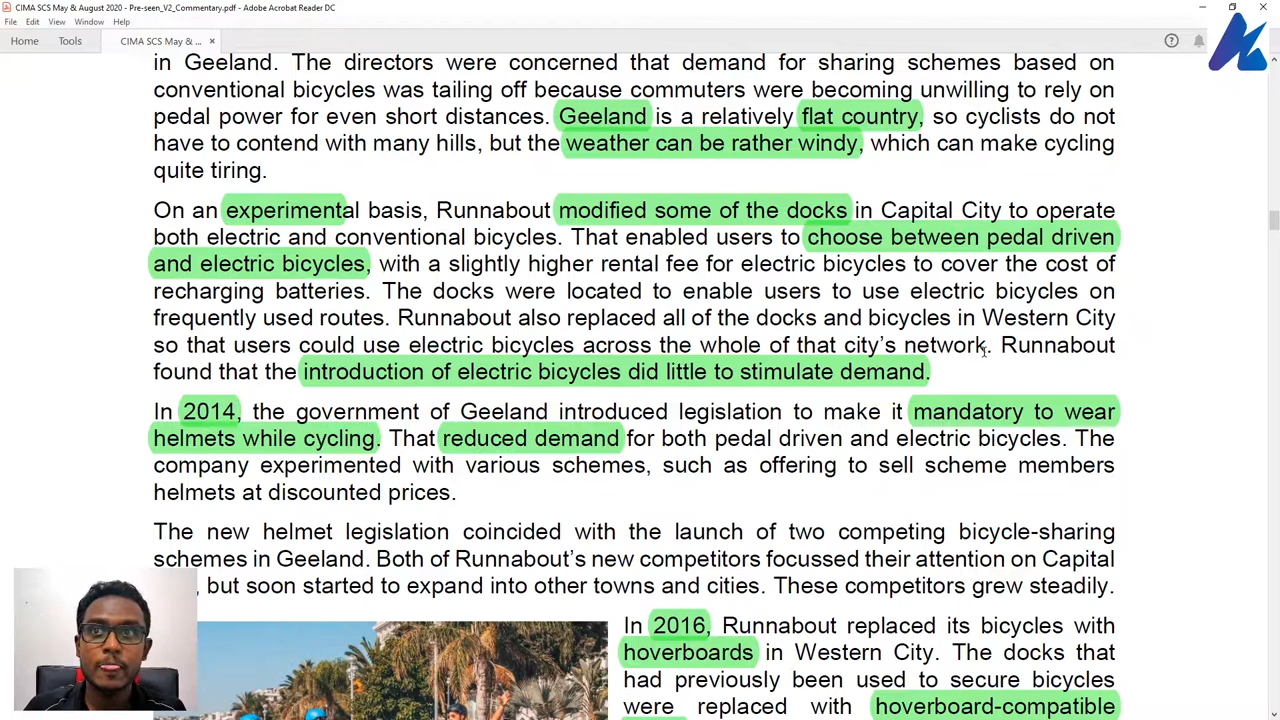 CIMA SCS May & August 2020 - Pre-seen_V2_Commentary.pdf - Adobe Acrobat Reader DC
File Edit View Window Help
Home Tools CIMA SCS May & ... ×
in Geeland. The directors were concerned that demand for sharing schemes based on
conventional bicycles was tailing off because commuters were becoming unwilling to rely on
pedal power for even short distances. Geeland is a relatively flat country, so cyclists do not
have to contend with many hills, but the weather can be rather windy, which can make cycling
quite tiring.
On an experimental basis, Runnabout modified some of the docks in Capital City to operate
both electric and conventional bicycles. That enabled users to choose between pedal driven
and electric bicycles, with a slightly higher rental fee for electric bicycles to cover the cost of
recharging batteries. The docks were located to enable users to use electric bicycles on
frequently used routes. Runnabout also replaced all of the docks and bicycles in Western City
so that users could use electric bicycles across the whole of that city's network. Runnabout
found that the introduction of electric bicycles did little to stimulate demand.
In 2014, the government of Geeland introduced legislation to make it mandatory to wear
helmets while cycling. That reduced demand for both pedal driven and electric bicycles. The
company experimented with various schemes, such as offering to sell scheme members
helmets at discounted prices.
The new helmet legislation coincided with the launch of two competing bicycle-sharing
schemes in Geeland. Both of Runnabout's new competitors focussed their attention on Capital
, but soon started to expand into other towns and cities. These competitors grew steadily.
In 2016, Runnabout replaced its bicycles with
hoverboards in Western City. The docks that
had previously been used to secure bicycles
were replaced with hoverboard-compatible